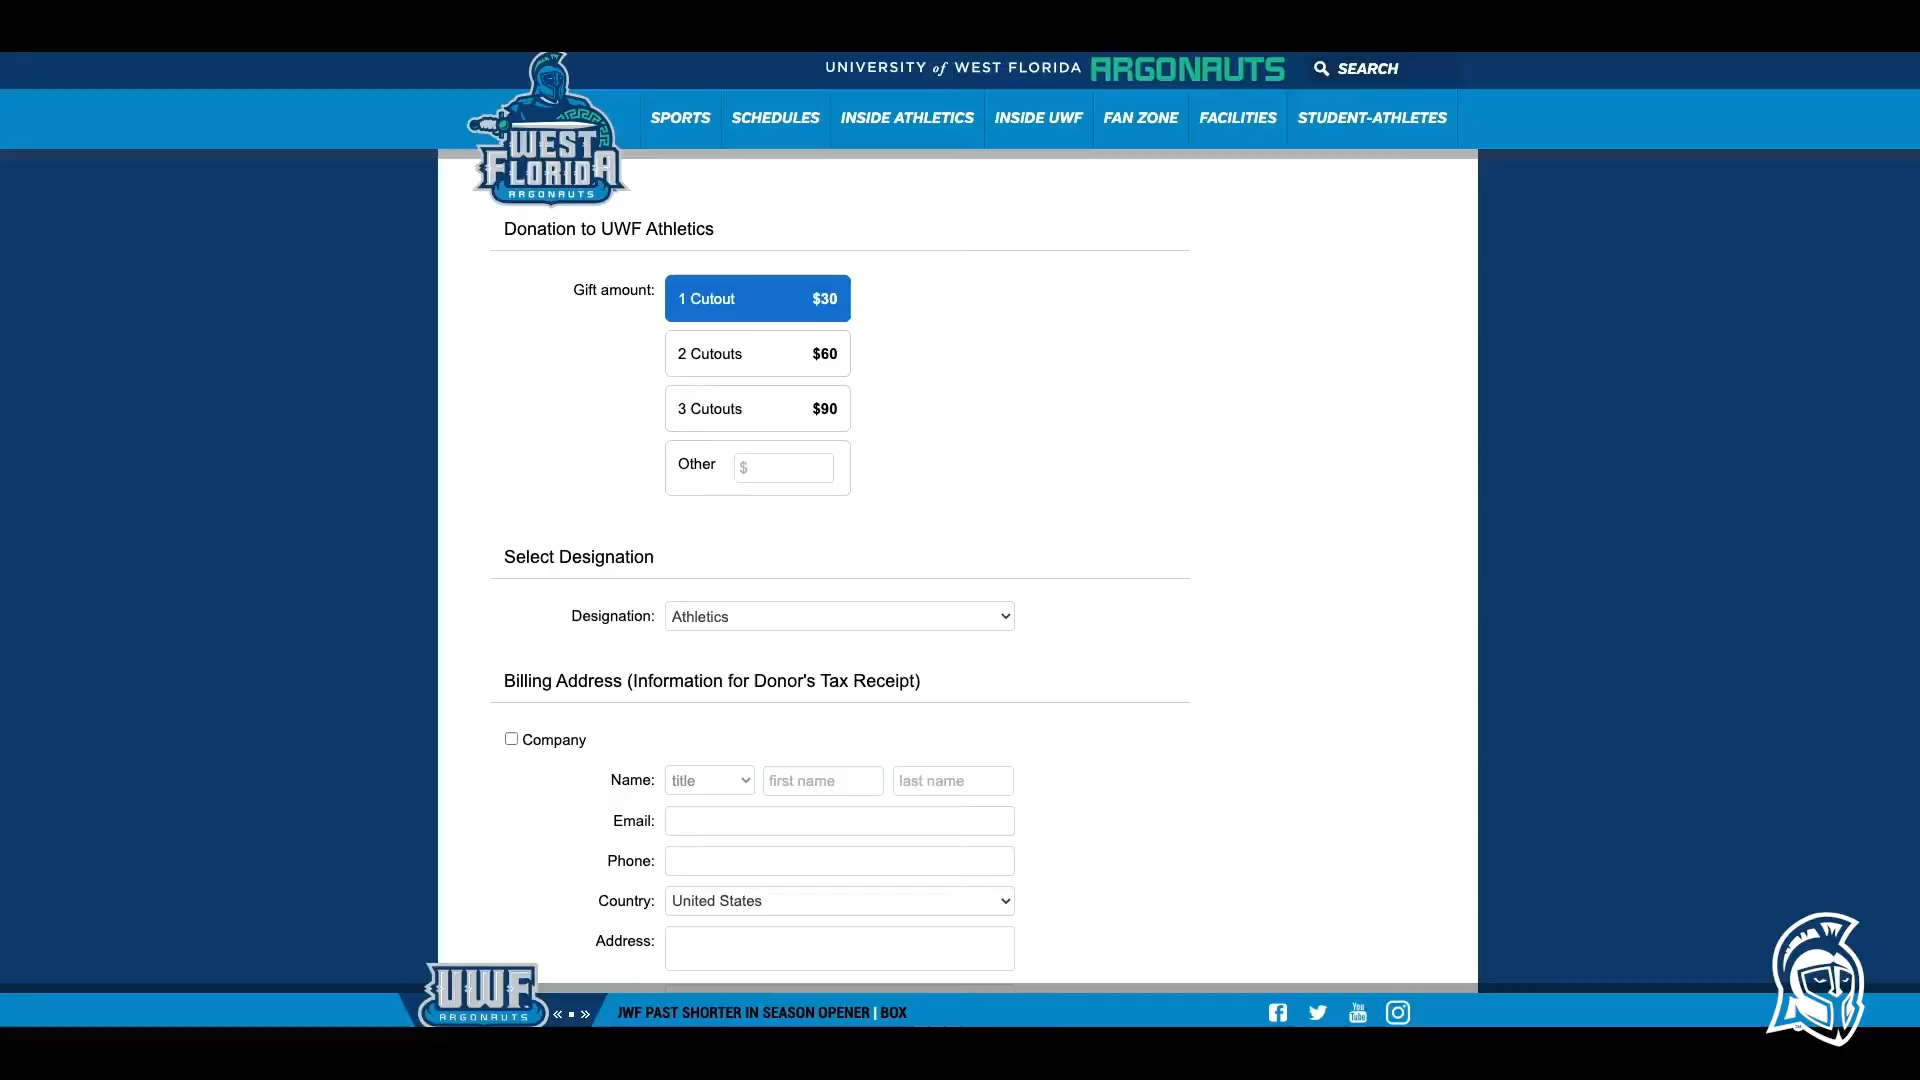 UNIVERSITY of WEST FLORIDA ARGONAUTS SEARCH
SPORTS SCHEDULES INSIDE ATHLETICS INSIDE UWF FAN ZONE FACILITIES STUDENT-ATHLETES
WEST
FLORIDA
ARGONAUTS
Donation to UWF Athletics
Gift amount:
1 Cutout $30
2 Cutouts $60
3 Cutouts $90
Other $
Select Designation
Designation: Athletics
Billing Address (Information for Donor's Tax Receipt)
Company
Name: title first name last name
Email:
Phone:
Country: United States
Address:
UWF
ARGONAUTS
« »
JWF PAST SHORTER IN SEASON OPENER | BOX
You
Tube